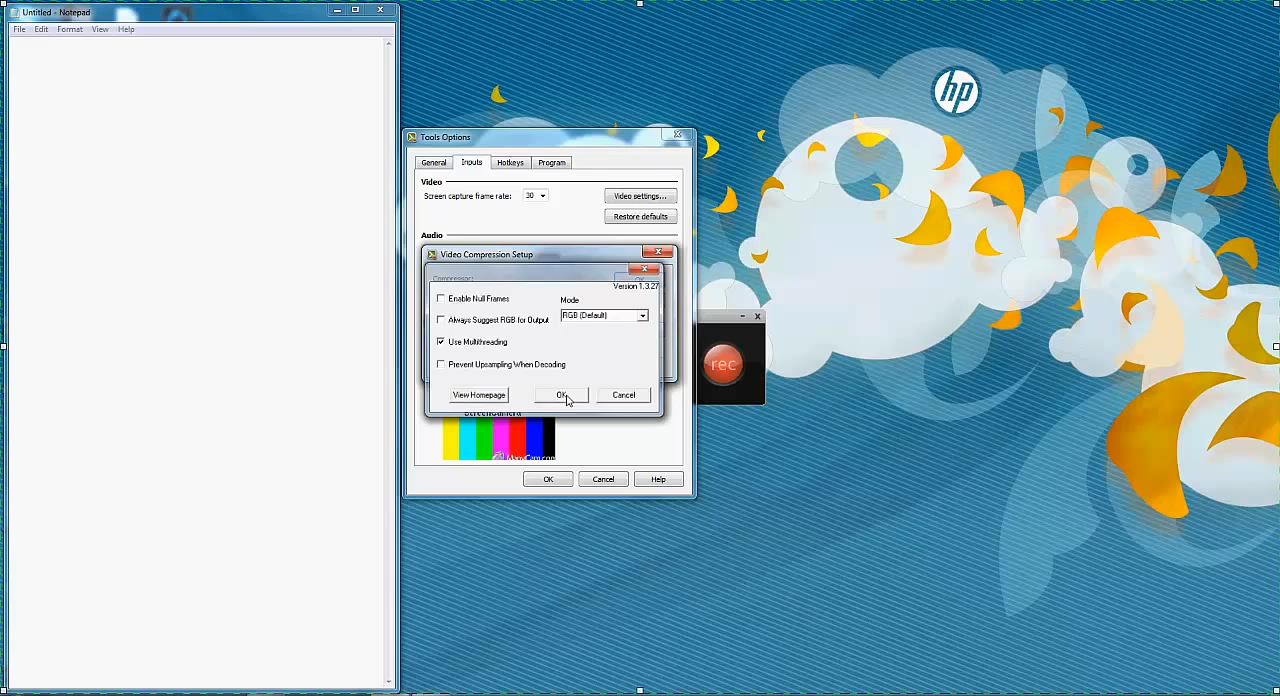 Untitled - Notepad
File Edit Format View Help
hp
Tools Options
General Inputs Hotkeys Program
Video
Screen capture frame rate: 30 Video settings...
Restore defaults
Audio
Video Compression Setup
Compressor:
Version 1.3.27
Enable Null Frames
Mode
Always Suggest RGB for Output
RGB (Default)
Use Multithreading
Prevent Upsampling When Decoding
View Homepage OK Cancel
rec
ManyCam.com
OK Cancel Help